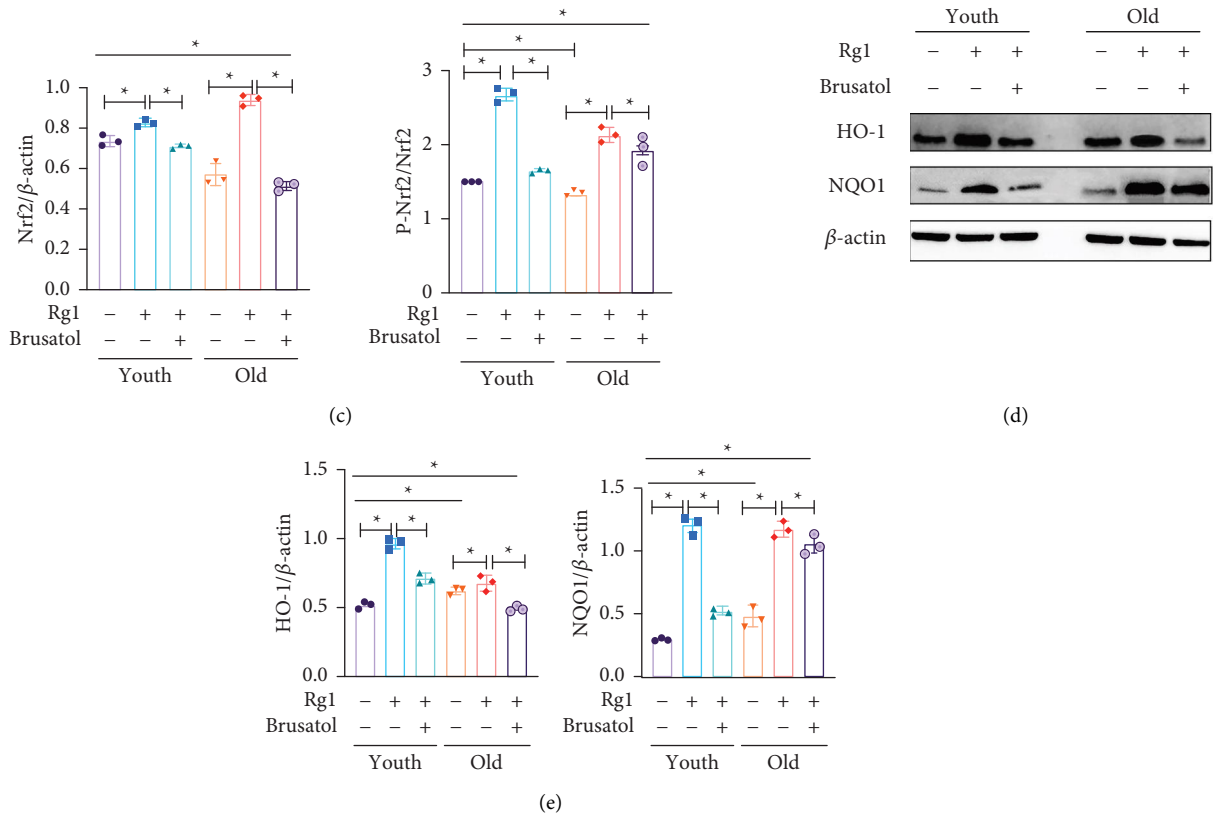 Nrf2/β-actin
1.0
0.8
0.6
0.4
0.2
0.0
* * * * *
Rg1 − + + − + +
Brusatol − − + − − +
Youth Old
P-Nrf2/Nrf2
3
2
1
0
* * * * * *
Rg1 − + + − + +
Brusatol − − + − − +
Youth Old
(c)
Youth Old
Rg1 − + + − + +
Brusatol − − + − − +
HO-1
NQO1
β-actin
(d)
HO-1/β-actin
1.5
1.0
0.5
0.0
* * * * * *
Rg1 − + + − + +
Brusatol − − + − − +
Youth Old
NQO1/β-actin
1.5
1.0
0.5
0.0
* * * * * *
Rg1 − + + − + +
Brusatol − − + − − +
Youth Old
(e)